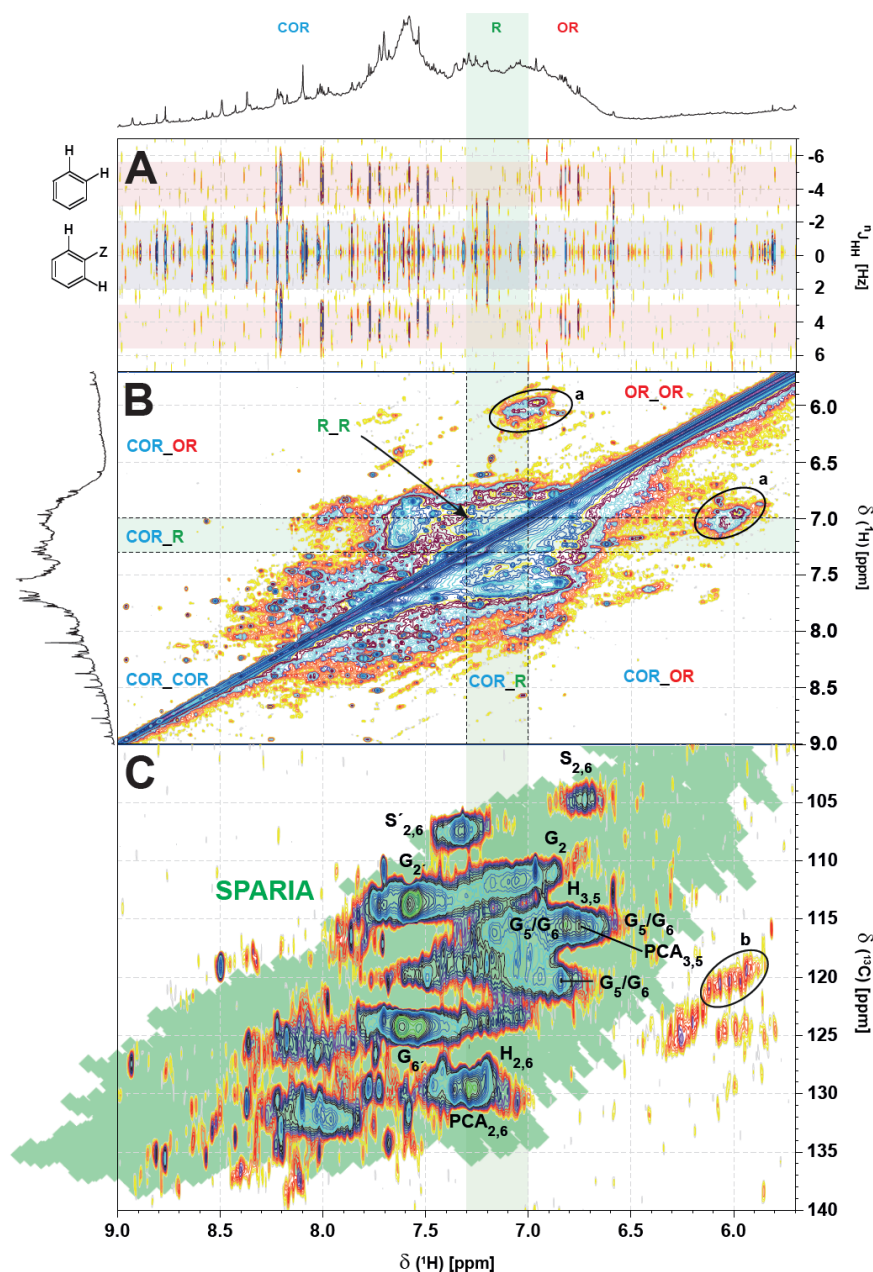 COR R OR
A
H
H
-6
-4
-2
0
2
4
6
ⁿJHH [Hz]
H
Z
H
B
a
OR_OR
R_R
COR_OR
a
COR_R
COR_COR
COR_R
COR_OR
6.0
6.5
7.0
7.5
8.0
8.5
9.0
δ (¹H) [ppm]
C
S2,6
S´2,6
G2
G2´
H3,5
SPARIA
G5/G6
G5/G6
PCA3,5
b
G5/G6
G6´
H2,6
PCA2,6
105
110
115
120
125
130
135
140
δ (¹³C) [ppm]
9.0 8.5 8.0 7.5 7.0 6.5 6.0
δ (¹H) [ppm]